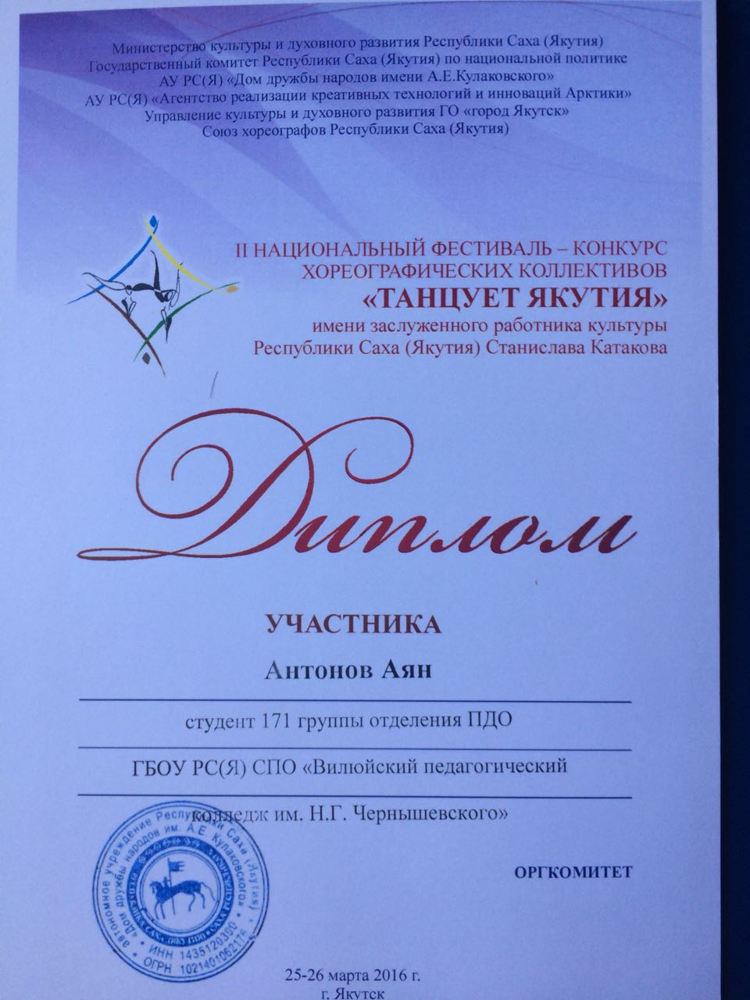 Министерство культуры и духовного развития Республики Саха (Якутия)
Государственный комитет Республики Саха (Якутия) по национальной политике
АУ РС(Я) «Дом дружбы народов имени А.Е.Кулаковского»
АУ РС(Я) «Агентство реализации креативных технологий и инноваций Арктики»
Управление культуры и духовного развития ГО «город Якутск»
Союз хореографов Республики Саха (Якутия)
II НАЦИОНАЛЬНЫЙ ФЕСТИВАЛЬ – КОНКУРС
ХОРЕОГРАФИЧЕСКИХ КОЛЛЕКТИВОВ
«ТАНЦУЕТ ЯКУТИЯ»
имени заслуженного работника культуры
Республики Саха (Якутия) Станислава Катакова
Диплом
УЧАСТНИКА
Антонов Аян
студент 171 группы отделения ПДО
ГБОУ РС(Я) СПО «Вилюйский педагогический
колледж им. Н.Г. Чернышевского»
ОРГКОМИТЕТ
автономное учреждение Республики Саха (Якутия)
«Дом дружбы народов им. А.Е. Кулаковского»
ИНН 1435120390
ОГРН
25-26 марта 2016 г.
г. Якутск